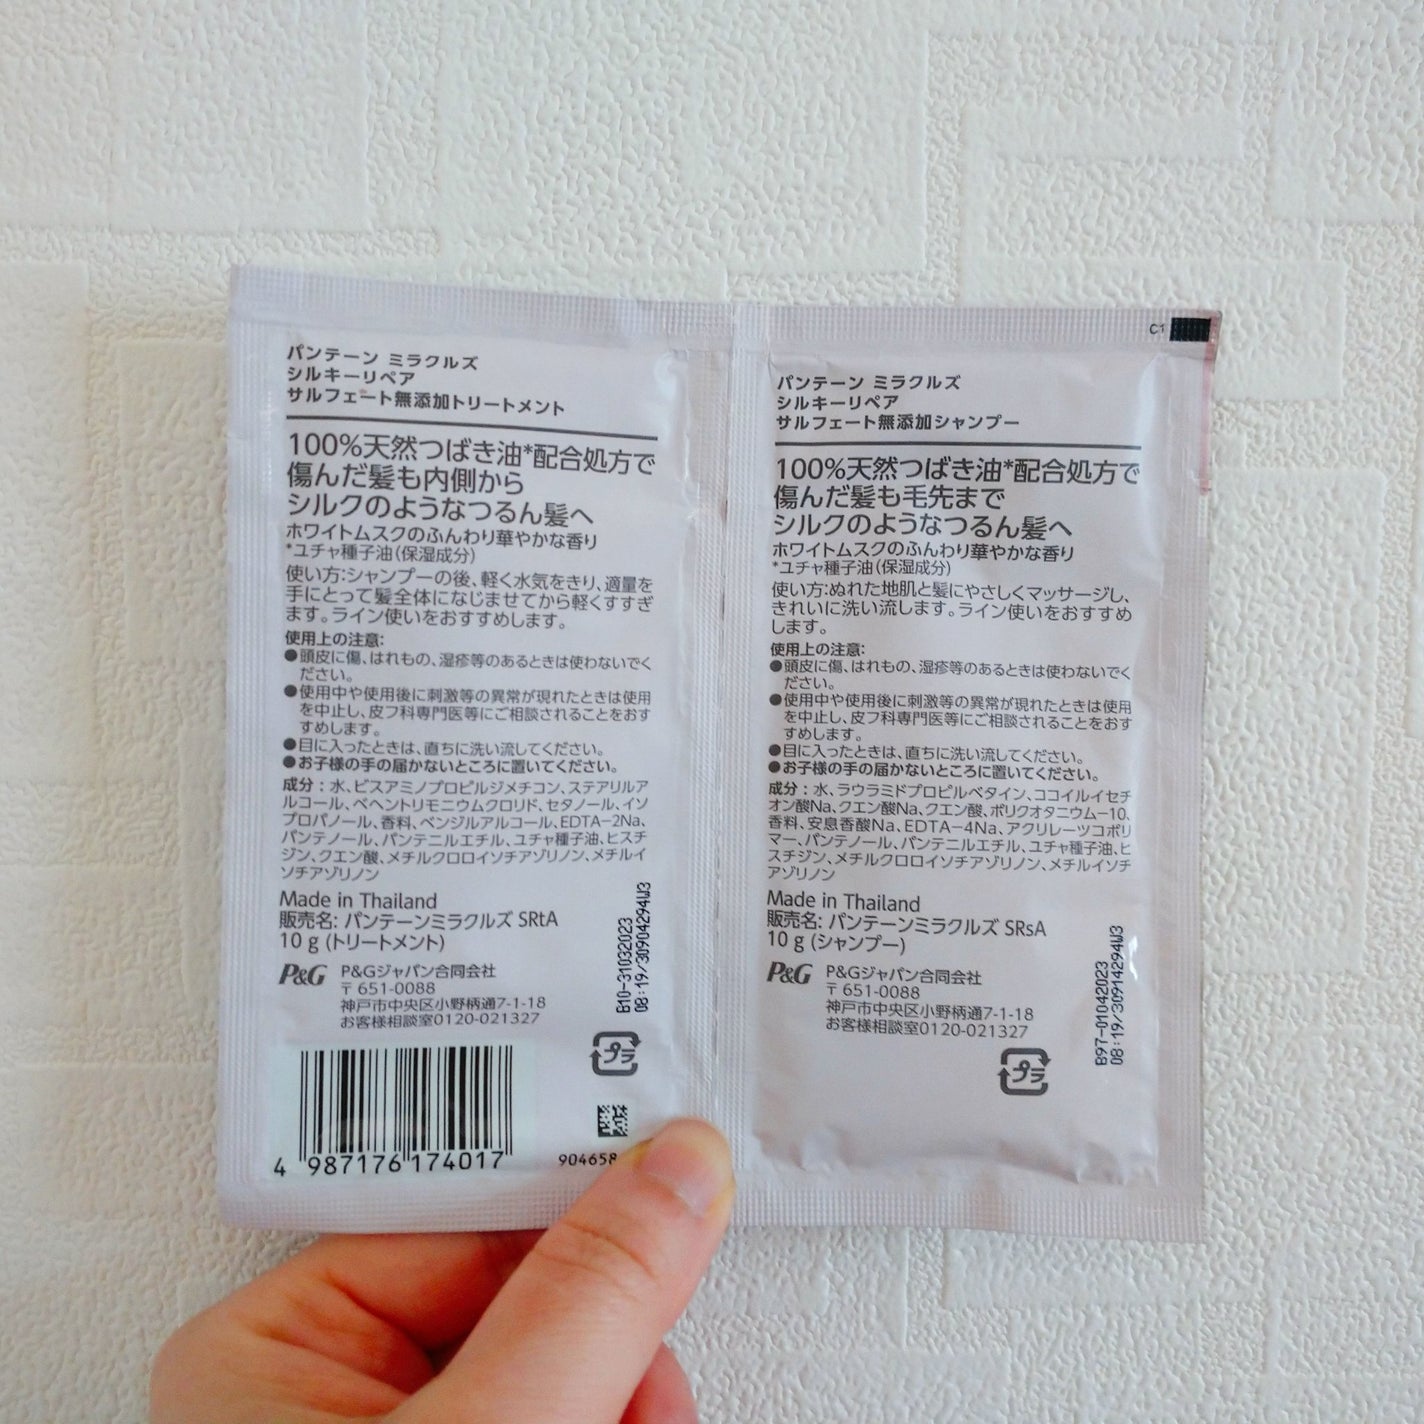 パンテーン ミラクルズ
シルキーリペア
サルフェート無添加トリートメント
100%天然つばき油*配合処方で
傷んだ髪も内側から
シルクのようなつるん髪へ
ホワイトムスクのふんわり華やかな香り
*ユチャ種子油(保湿成分)
使い方:シャンプーの後、軽く水気をきり、適量を
手にとって髪全体になじませてから軽くすすぎ
ます。ライン使いをおすすめします。
使用上の注意:
●頭皮に傷、はれもの、湿疹等のあるときは使わないでく
ださい。
●使用中や使用後に刺激等の異常が現れたときは使用
を中止し、皮フ科専門医等にご相談されることをおす
すめします。
●目に入ったときは、直ちに洗い流してください。
●お子様の手の届かないところに置いてください。
成分:水、ビスアミノプロピルジメチコン、ステアリルア
ルコール、ベヘントリモニウムクロリド、セタノール、イソ
プロパノール、香料、ベンジルアルコール、EDTA-2Na、
パンテノール、パンテニルエチル、ユチャ種子油、ヒスチ
ジン、クエン酸、メチルクロロイソチアゾリノン、メチルイ
ソチアゾリノン
Made in Thailand
販売名: パンテーンミラクルズ SRtA
10 g (トリートメント)
P&G P&Gジャパン合同会社
〒651-0088
神戸市中央区小野柄通7-1-18
お客様相談室0120-021327
B10-31032023
08:19/30904294W3
プラ
4 987176 174017
904658
C1
パンテーン ミラクルズ
シルキーリペア
サルフェート無添加シャンプー
100%天然つばき油*配合処方で
傷んだ髪も毛先まで
シルクのようなつるん髪へ
ホワイトムスクのふんわり華やかな香り
*ユチャ種子油(保湿成分)
使い方:ぬれた地肌と髪にやさしくマッサージし、
きれいに洗い流します。ライン使いをおすすめ
します。
使用上の注意:
●頭皮に傷、はれもの、湿疹等のあるときは使わないでく
ださい。
●使用中や使用後に刺激等の異常が現れたときは使用
を中止し、皮フ科専門医等にご相談されることをおす
すめします。
●目に入ったときは、直ちに洗い流してください。
●お子様の手の届かないところに置いてください。
成分:水、ラウラミドプロピルベタイン、ココイルイセチ
オン酸Na、クエン酸Na、クエン酸、ポリクオタニウム-10、
香料、安息香酸Na、EDTA-4Na、アクリレーツコポリ
マー、パンテノール、パンテニルエチル、ユチャ種子油、ヒ
スチジン、メチルクロロイソチアゾリノン、メチルイソチ
アゾリノン
Made in Thailand
販売名: パンテーンミラクルズ SRsA
10 g (シャンプー)
P&G P&Gジャパン合同会社
〒651-0088
神戸市中央区小野柄通7-1-18
お客様相談室0120-021327
B97-01042023
08:19/30914294W3
プラ